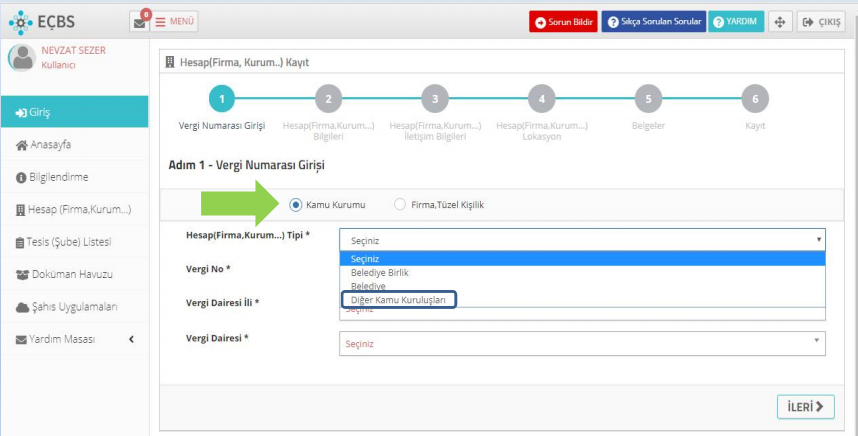 EÇBS
6
MENÜ
Sorun Bildir
Sıkça Sorulan Sorular
YARDIM
ÇIKIŞ
NEVZAT SEZER
Kullanıcı
Giriş
Anasayfa
Bilgilendirme
Hesap (Firma,Kurum...)
Tesis (Şube) Listesi
Doküman Havuzu
Şahıs Uygulamaları
Yardım Masası
Hesap(Firma, Kurum..) Kayıt
1 2 3 4 5 6
Vergi Numarası Girişi
Hesap(Firma,Kurum...)
Bilgileri
Hesap(Firma,Kurum...)
İletişim Bilgileri
Hesap(Firma,Kurum...)
Lokasyon
Belgeler
Kayıt
Adım 1 - Vergi Numarası Girişi
Kamu Kurumu
Firma,Tüzel Kişilik
Hesap(Firma,Kurum...) Tipi *
Seçiniz
Seçiniz
Belediye Birlik
Belediye
Diğer Kamu Kuruluşları
Vergi No *
Vergi Dairesi İli *
Seçiniz
Vergi Dairesi *
Seçiniz
İLERİ